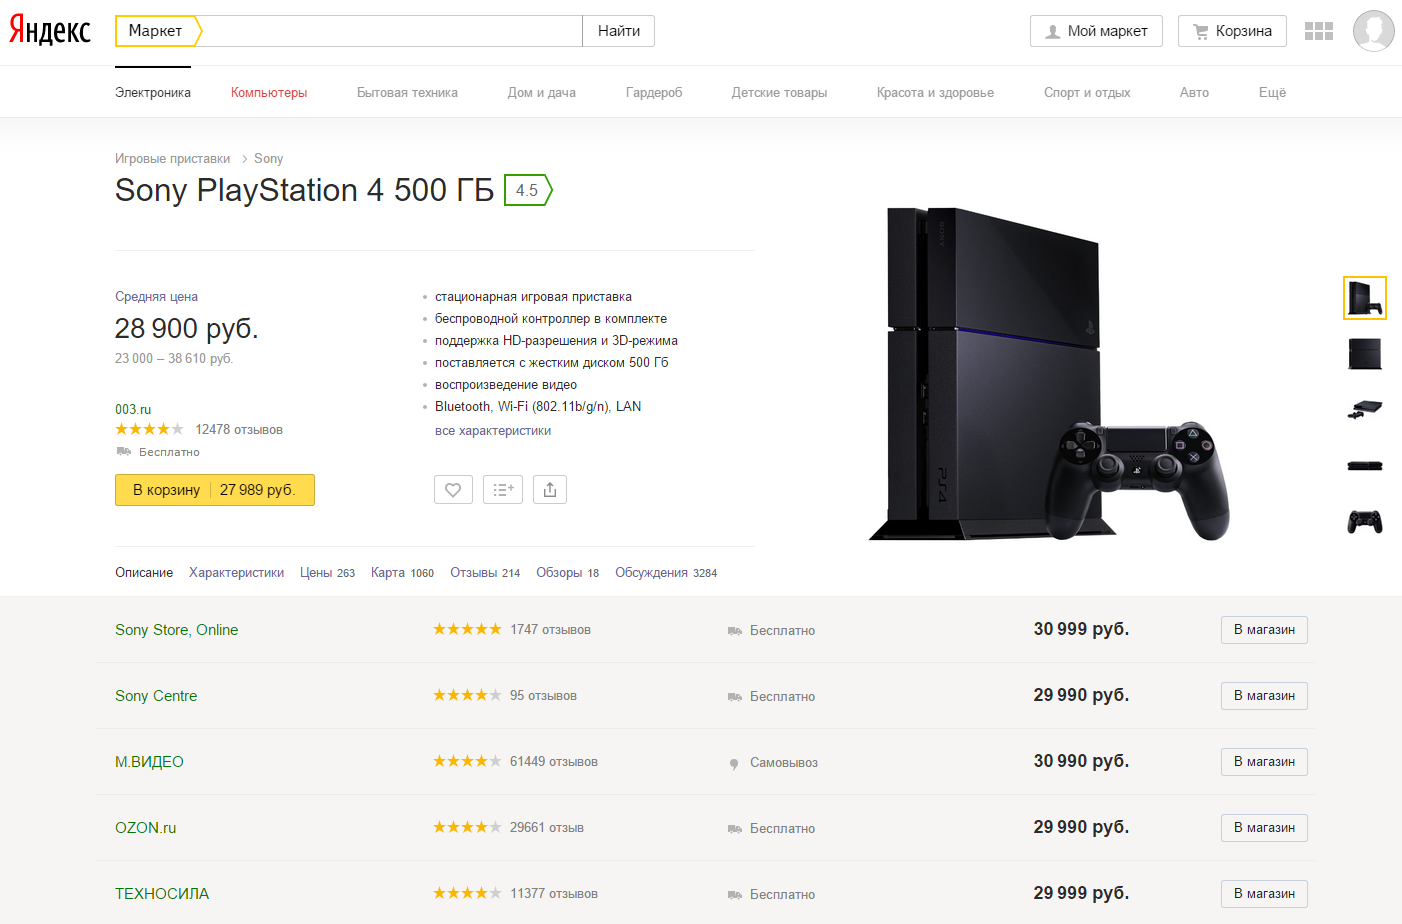 Яндекс
Маркет
Найти
Мой маркет
Корзина
Электроника Компьютеры Бытовая техника Дом и дача Гардероб Детские товары Красота и здоровье Спорт и отдых Авто Ещё
Игровые приставки > Sony
Sony PlayStation 4 500 ГБ 4.5
Средняя цена
28 900 руб.
23 000 – 38 610 руб.
003.ru
12478 отзывов
Бесплатно
В корзину 27 989 руб.
стационарная игровая приставка
беспроводной контроллер в комплекте
поддержка HD-разрешения и 3D-режима
поставляется с жестким диском 500 Гб
воспроизведение видео
Bluetooth, Wi-Fi (802.11b/g/n), LAN
все характеристики
SONY
PS4
Описание Характеристики Цены 263 Карта 1060 Отзывы 214 Обзоры 18 Обсуждения 3284
Sony Store, Online 1747 отзывов Бесплатно 30 999 руб. В магазин
Sony Centre 95 отзывов Бесплатно 29 990 руб. В магазин
М.ВИДЕО 61449 отзывов Самовывоз 30 990 руб. В магазин
OZON.ru 29661 отзыв Бесплатно 29 990 руб. В магазин
ТЕХНОСИЛА 11377 отзывов Бесплатно 29 999 руб. В магазин